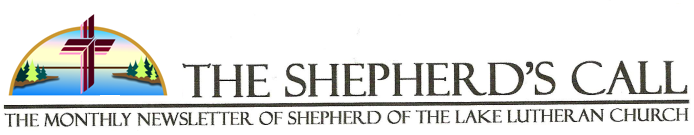 THE SHEPHERD'S CALL
THE MONTHLY NEWSLETTER OF SHEPHERD OF THE LAKE LUTHERAN CHURCH